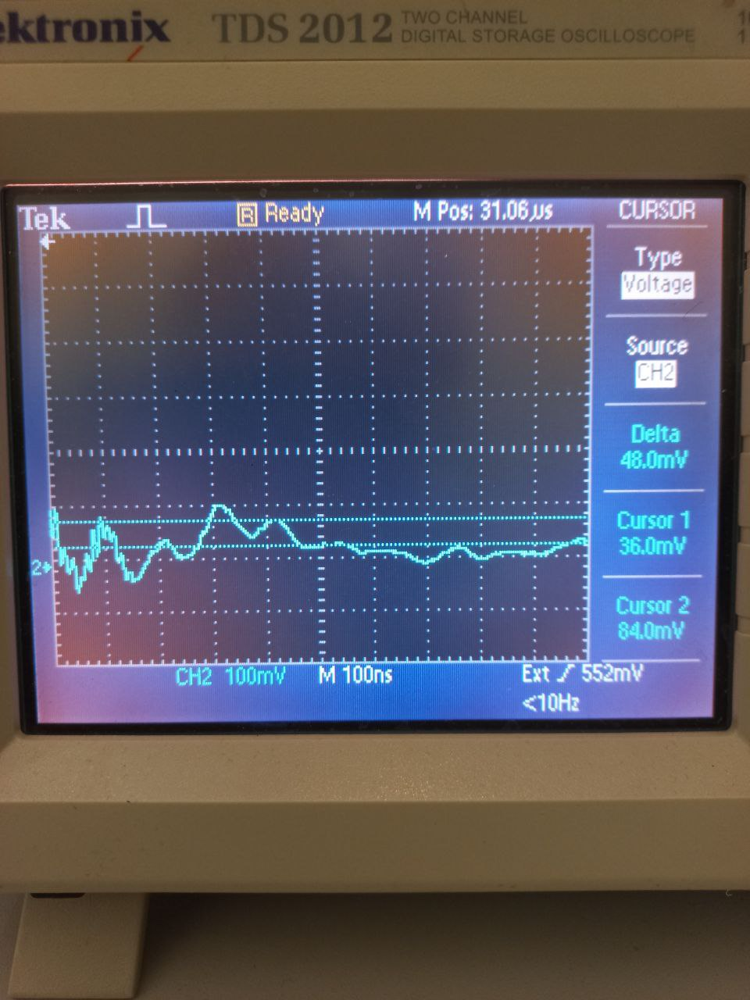 ektronix TDS 2012 TWO CHANNEL
DIGITAL STORAGE OSCILLOSCOPE
Tek R Ready M Pos: 31.06µs CURSOR
Type
Voltage
Source
CH2
Delta
48.0mV
Cursor 1
36.0mV
Cursor 2
84.0mV
2
CH2 100mV M 100ns Ext 552mV
<10Hz